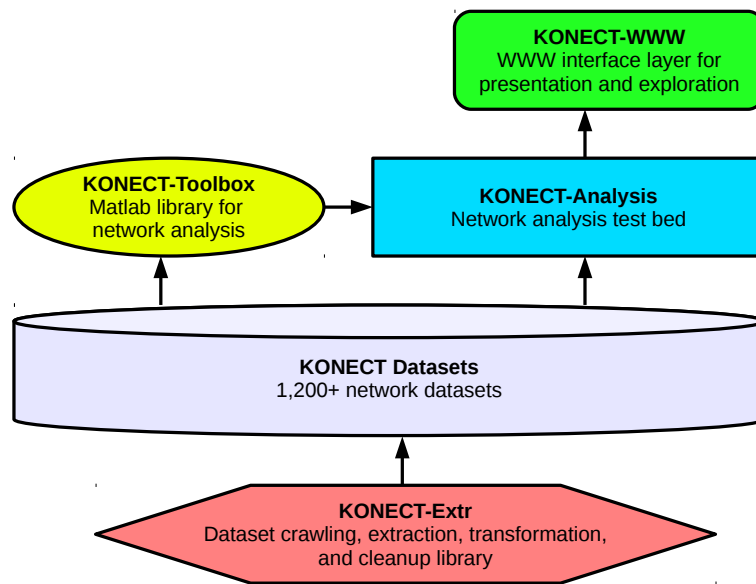 KONECT-WWW
WWW interface layer for
presentation and exploration
KONECT-Toolbox
Matlab library for
network analysis
KONECT-Analysis
Network analysis test bed
KONECT Datasets
1,200+ network datasets
KONECT-Extr
Dataset crawling, extraction, transformation,
and cleanup library